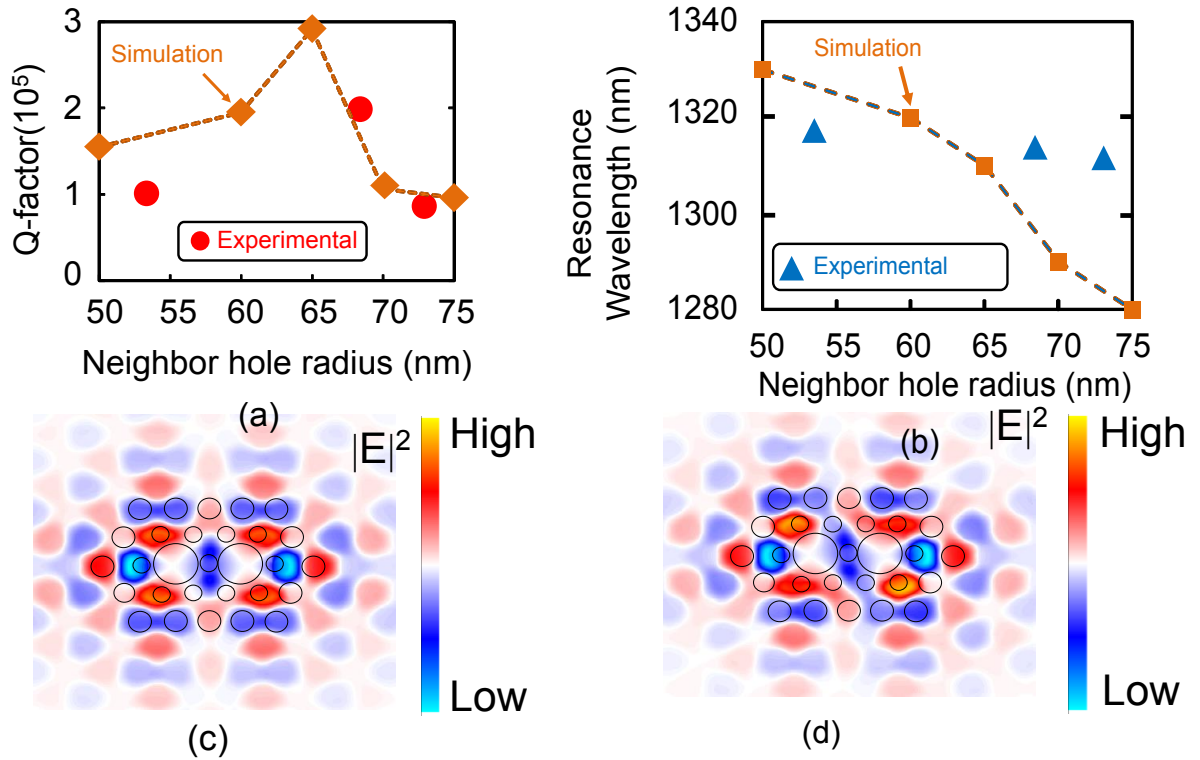 3
2
1
0
Q-factor(10⁵)
Simulation
Experimental
50 55 60 65 70 75
Neighbor hole radius (nm)
(a)
1340
1320
1300
1280
Resonance
Wavelength (nm)
Simulation
Experimental
50 55 60 65 70 75
Neighbor hole radius (nm)
(b)
|E|²
High
Low
(c)
|E|²
High
Low
(d)